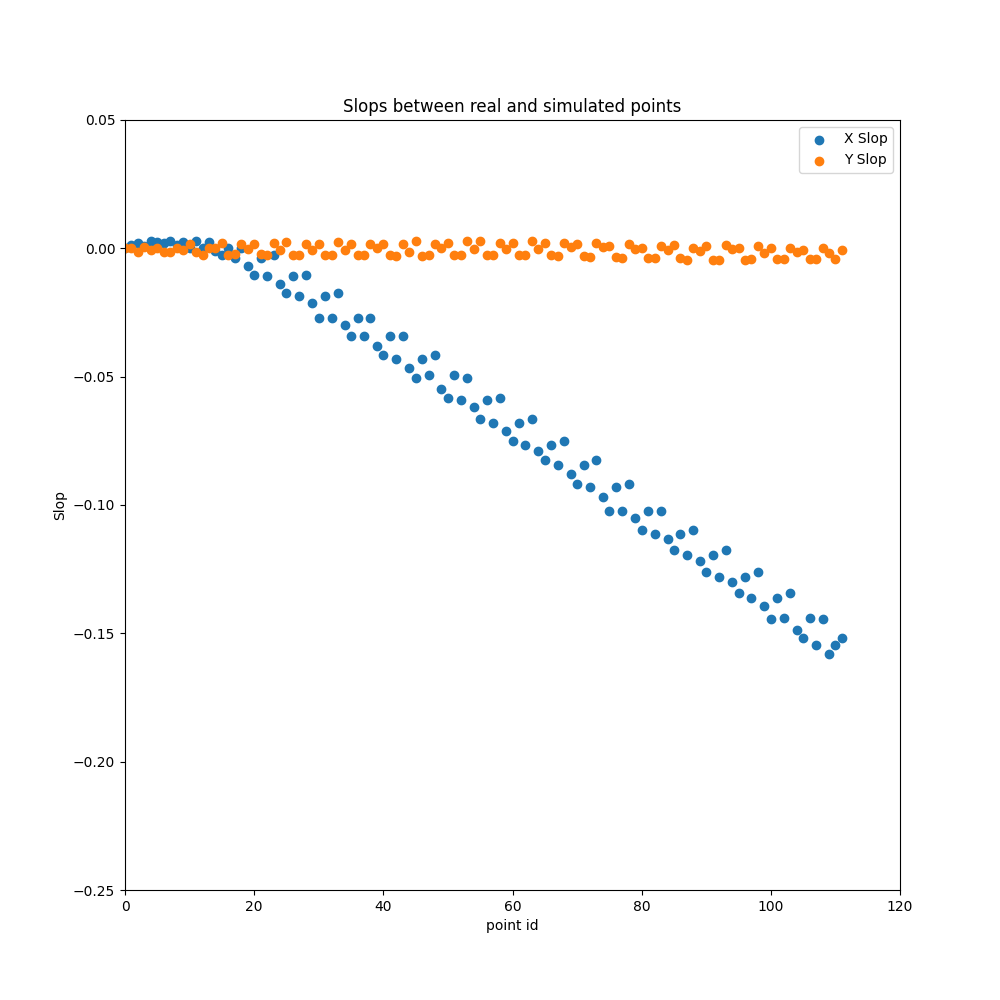 Slops between real and simulated points
X Slop
Y Slop
0.05
0.00
−0.05
−0.10
−0.15
−0.20
−0.25
Slop
0 20 40 60 80 100 120
point id